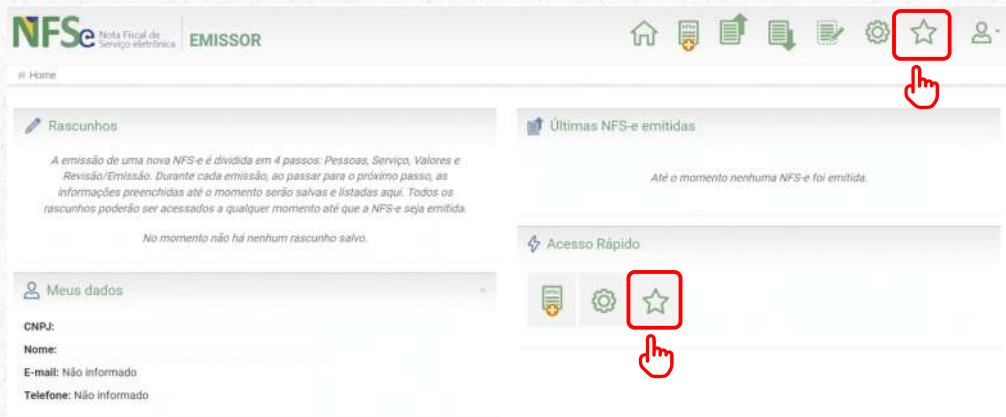 NFSe Nota Fiscal de
Serviço eletrônica
EMISSOR
Home
Rascunhos
A emissão de uma nova NFS-e é dividida em 4 passos: Pessoas, Serviço, Valores e
Revisão/Emissão. Durante cada emissão, ao passar para o próximo passo, as
informações preenchidas até o momento serão salvas e listadas aqui. Todos os
rascunhos poderão ser acessados a qualquer momento até que a NFS-e seja emitida.
No momento não há nenhum rascunho salvo.
Meus dados
CNPJ:
Nome:
E-mail: Não informado
Telefone: Não informado
Últimas NFS-e emitidas
Até o momento nenhuma NFS-e foi emitida.
Acesso Rápido